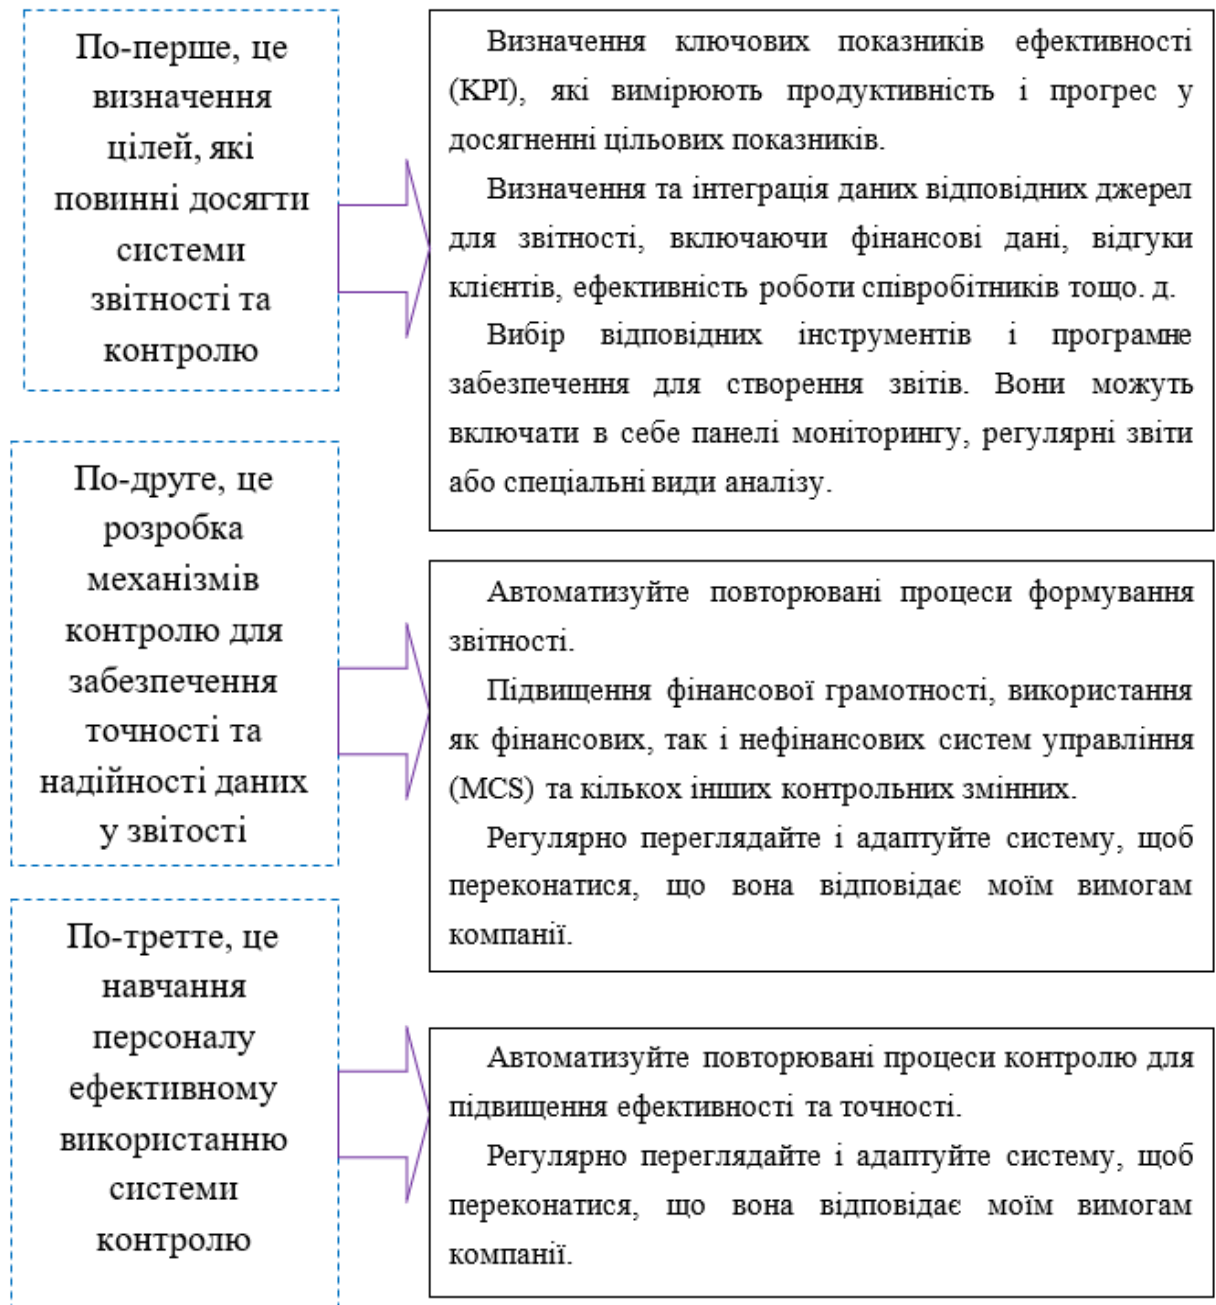 По-перше, це
визначення
цілей, які
повинні досягти
системи
звітності та
контролю
Визначення ключових показників ефективності
(KPI), які вимірюють продуктивність і прогрес у
досягненні цільових показників.
Визначення та інтеграція даних відповідних джерел
для звітності, включаючи фінансові дані, відгуки
клієнтів, ефективність роботи співробітників тощо. д.
Вибір відповідних інструментів і програмне
забезпечення для створення звітів. Вони можуть
включати в себе панелі моніторингу, регулярні звіти
або спеціальні види аналізу.
По-друге, це
розробка
механізмів
контролю для
забезпечення
точності та
надійності даних
у звітості
Автоматизуйте повторювані процеси формування
звітності.
Підвищення фінансової грамотності, використання
як фінансових, так і нефінансових систем управління
(MCS) та кількох інших контрольних змінних.
Регулярно переглядайте і адаптуйте систему, щоб
переконатися, що вона відповідає моїм вимогам
компанії.
По-третте, це
навчання
персоналу
ефективному
використанню
системи
контролю
Автоматизуйте повторювані процеси контролю для
підвищення ефективності та точності.
Регулярно переглядайте і адаптуйте систему, щоб
переконатися, що вона відповідає моїм вимогам
компанії.